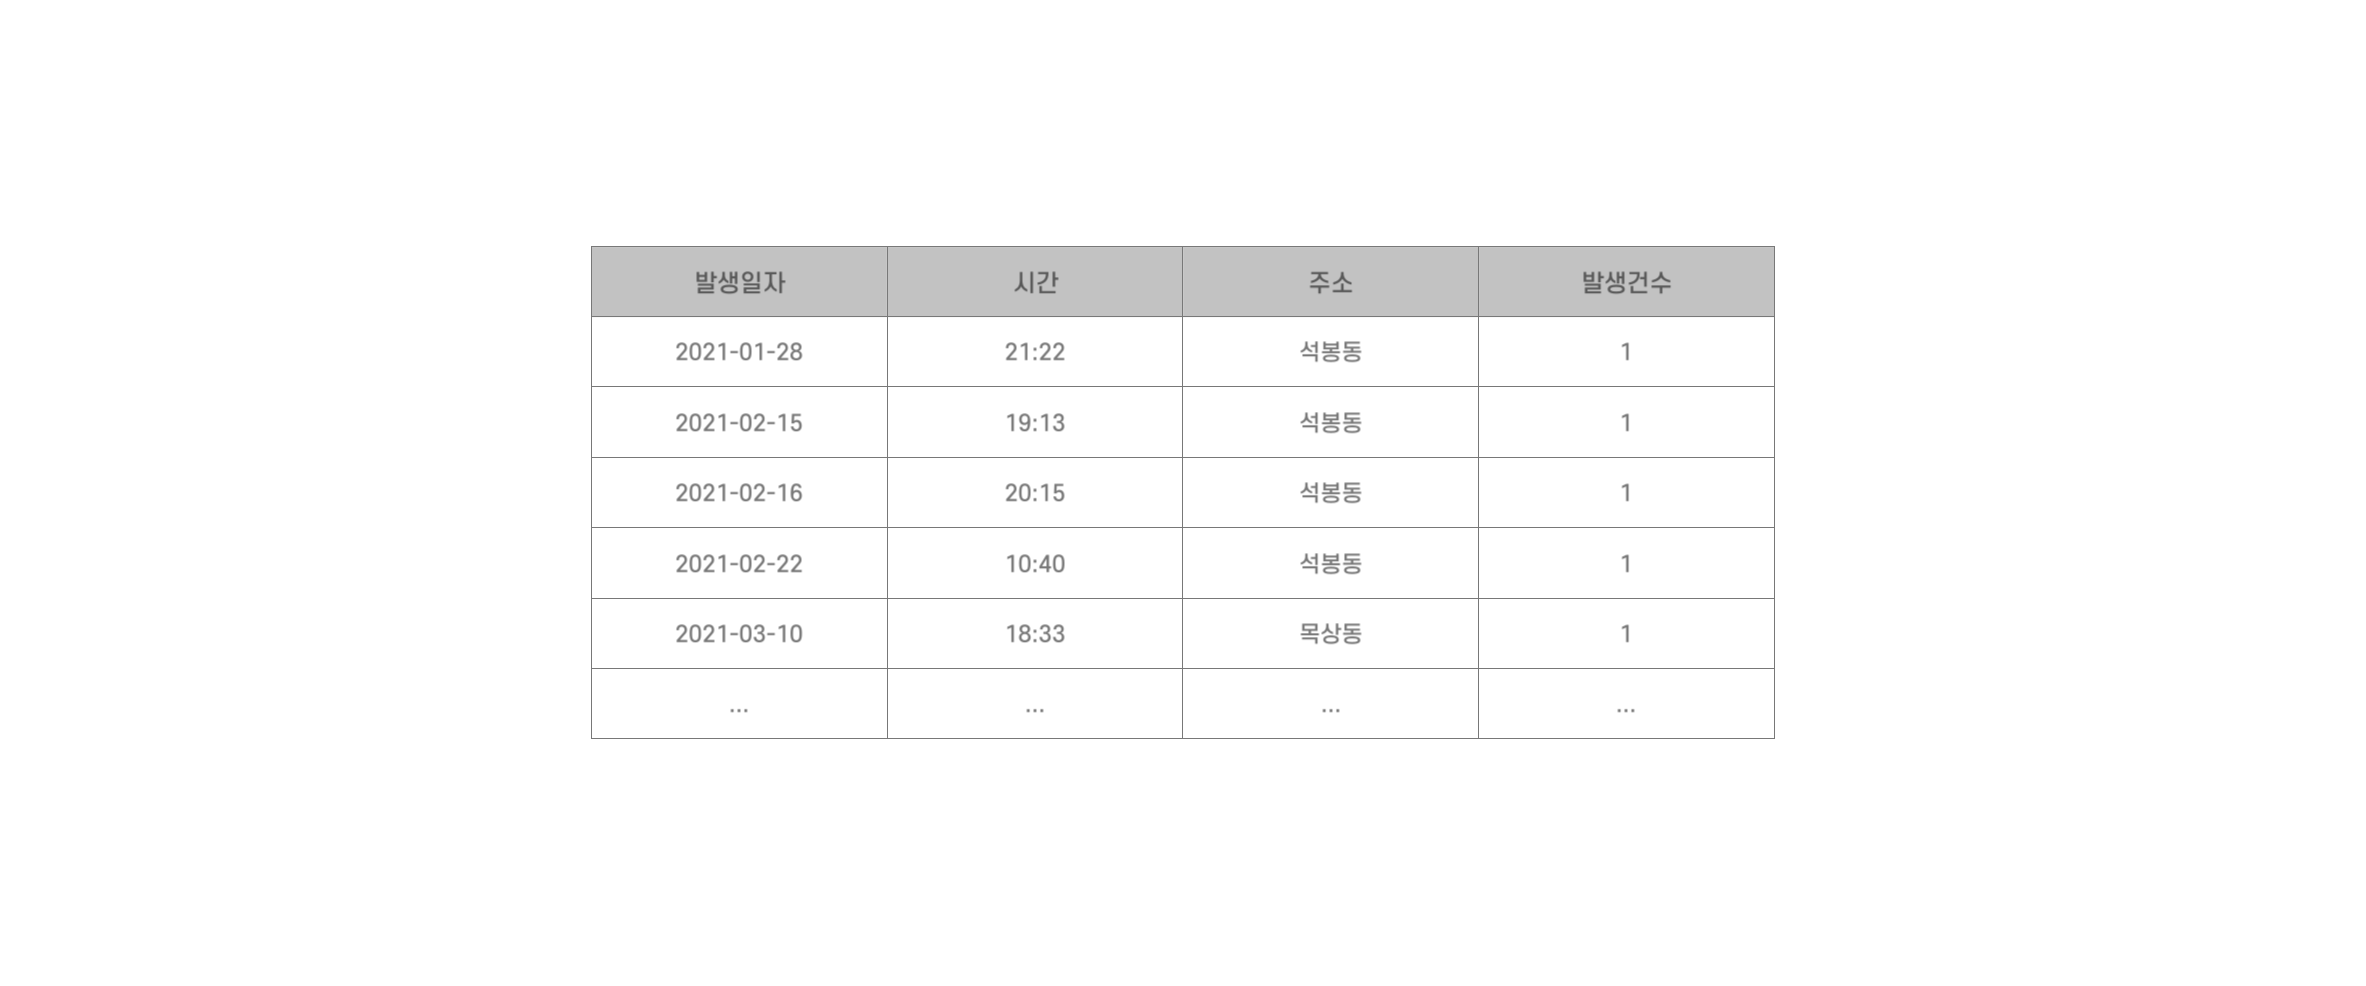 발생일자 시간 주소 발생건수
2021-01-28 21:22 석봉동 1
2021-02-15 19:13 석봉동 1
2021-02-16 20:15 석봉동 1
2021-02-22 10:40 석봉동 1
2021-03-10 18:33 목상동 1
... ... ... ...